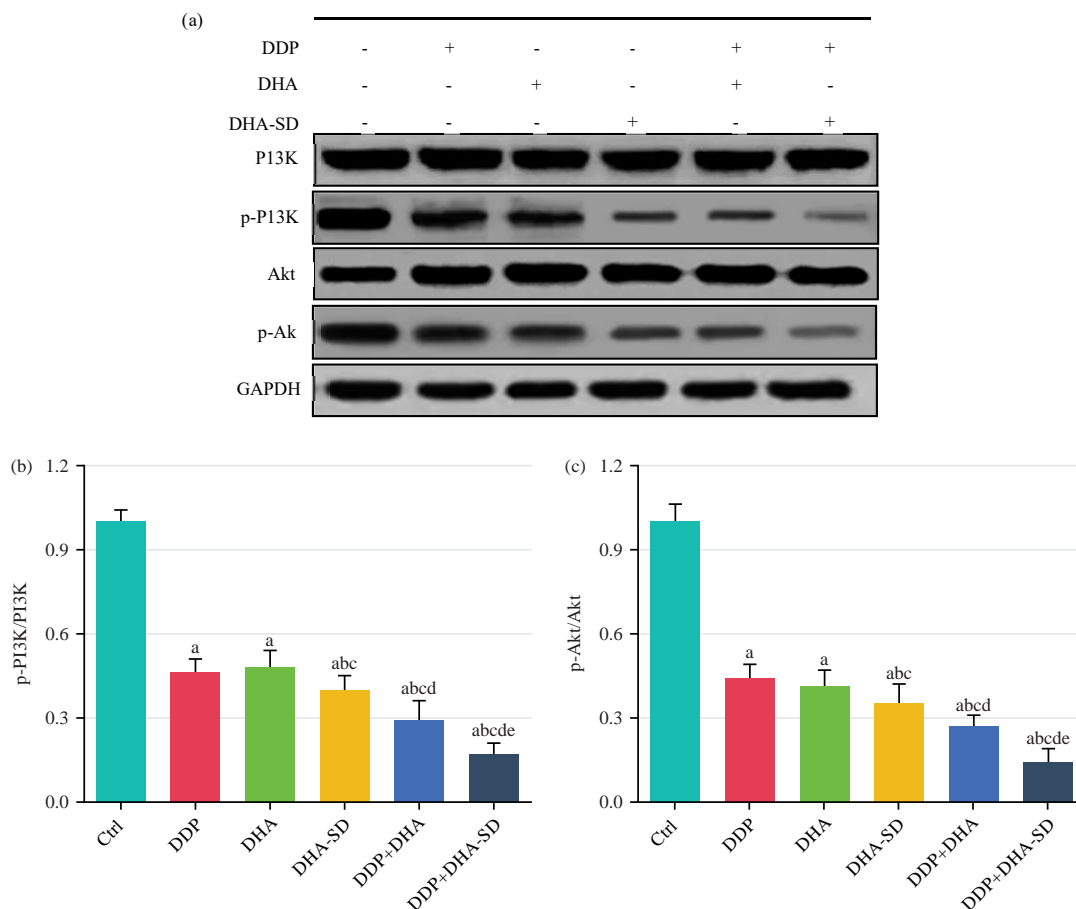 (a)
DDP - + - - + +
DHA - - + - + -
DHA-SD - - - + - +
P13K
p-P13K
Akt
p-Ak
GAPDH
(b)
p-PI3K/PI3K
1.2
0.9
0.6
0.3
0.0
a
a
abc
abcd
abcde
Ctrl
DDP
DHA
DHA-SD
DDP+DHA
DDP+DHA-SD
(c)
p-Akt/Akt
1.2
0.9
0.6
0.3
0.0
a
a
abc
abcd
abcde
Ctrl
DDP
DHA
DHA-SD
DDP+DHA
DDP+DHA-SD